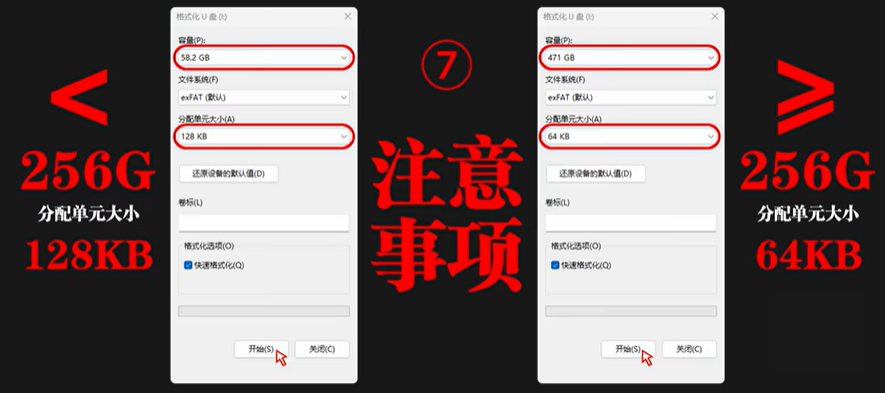 <
256G
分配单元大小
128KB
格式化 U 盘 (I:)
容量(P):
58.2 GB
文件系统(F)
exFAT (默认)
分配单元大小(A)
128 KB
还原设备的默认值(D)
卷标(L)
格式化选项(O)
快速格式化(Q)
开始(S)
关闭(C)
⑦
注意
事项
格式化 U 盘 (I:)
容量(P):
471 GB
文件系统(F)
exFAT (默认)
分配单元大小(A)
64 KB
还原设备的默认值(D)
卷标(L)
格式化选项(O)
快速格式化(Q)
开始(S)
关闭(C)
≥
256G
分配单元大小
64KB